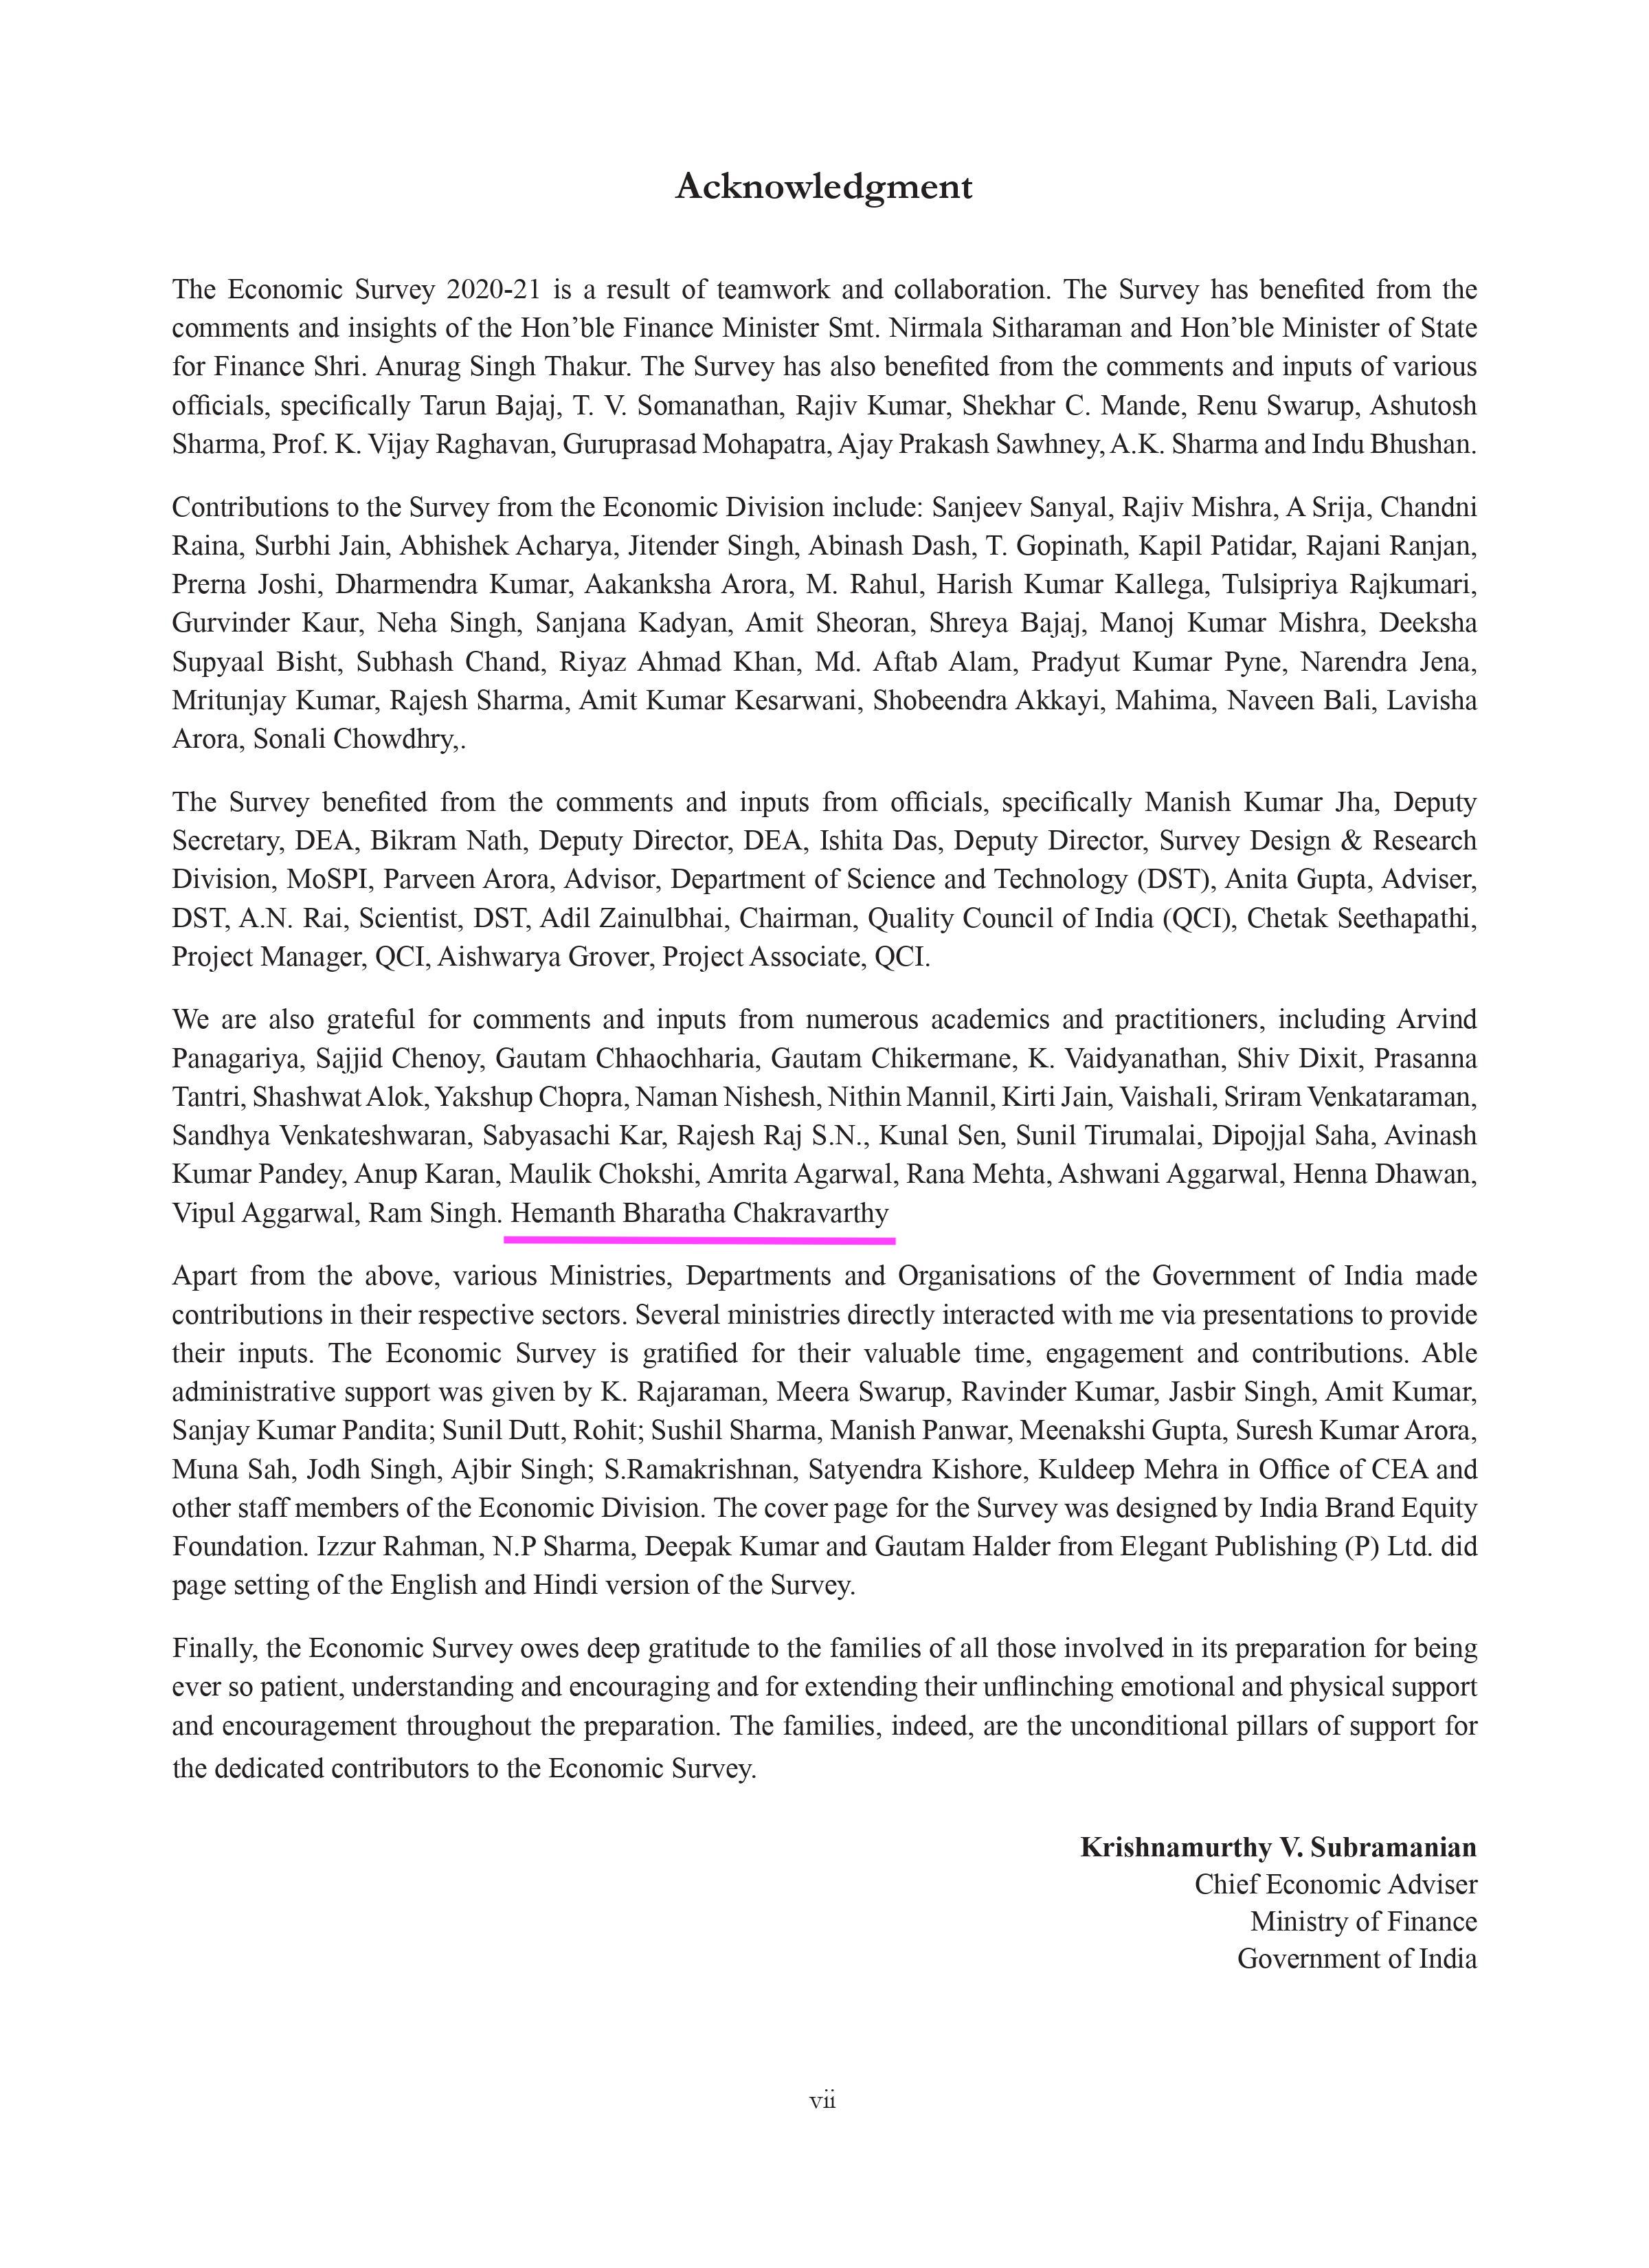 Acknowledgment
The Economic Survey 2020-21 is a result of teamwork and collaboration. The Survey has benefited from the
comments and insights of the Hon’ble Finance Minister Smt. Nirmala Sitharaman and Hon’ble Minister of State
for Finance Shri. Anurag Singh Thakur. The Survey has also benefited from the comments and inputs of various
officials, specifically Tarun Bajaj, T. V. Somanathan, Rajiv Kumar, Shekhar C. Mande, Renu Swarup, Ashutosh
Sharma, Prof. K. Vijay Raghavan, Guruprasad Mohapatra, Ajay Prakash Sawhney, A.K. Sharma and Indu Bhushan.
Contributions to the Survey from the Economic Division include: Sanjeev Sanyal, Rajiv Mishra, A Srija, Chandni
Raina, Surbhi Jain, Abhishek Acharya, Jitender Singh, Abinash Dash, T. Gopinath, Kapil Patidar, Rajani Ranjan,
Prerna Joshi, Dharmendra Kumar, Aakanksha Arora, M. Rahul, Harish Kumar Kallega, Tulsipriya Rajkumari,
Gurvinder Kaur, Neha Singh, Sanjana Kadyan, Amit Sheoran, Shreya Bajaj, Manoj Kumar Mishra, Deeksha
Supyaal Bisht, Subhash Chand, Riyaz Ahmad Khan, Md. Aftab Alam, Pradyut Kumar Pyne, Narendra Jena,
Mritunjay Kumar, Rajesh Sharma, Amit Kumar Kesarwani, Shobeendra Akkayi, Mahima, Naveen Bali, Lavisha
Arora, Sonali Chowdhry,.
The Survey benefited from the comments and inputs from officials, specifically Manish Kumar Jha, Deputy
Secretary, DEA, Bikram Nath, Deputy Director, DEA, Ishita Das, Deputy Director, Survey Design & Research
Division, MoSPI, Parveen Arora, Advisor, Department of Science and Technology (DST), Anita Gupta, Adviser,
DST, A.N. Rai, Scientist, DST, Adil Zainulbhai, Chairman, Quality Council of India (QCI), Chetak Seethapathi,
Project Manager, QCI, Aishwarya Grover, Project Associate, QCI.
We are also grateful for comments and inputs from numerous academics and practitioners, including Arvind
Panagariya, Sajjid Chenoy, Gautam Chhaochharia, Gautam Chikermane, K. Vaidyanathan, Shiv Dixit, Prasanna
Tantri, Shashwat Alok, Yakshup Chopra, Naman Nishesh, Nithin Mannil, Kirti Jain, Vaishali, Sriram Venkataraman,
Sandhya Venkateshwaran, Sabyasachi Kar, Rajesh Raj S.N., Kunal Sen, Sunil Tirumalai, Dipojjal Saha, Avinash
Kumar Pandey, Anup Karan, Maulik Chokshi, Amrita Agarwal, Rana Mehta, Ashwani Aggarwal, Henna Dhawan,
Vipul Aggarwal, Ram Singh. Hemanth Bharatha Chakravarthy
Apart from the above, various Ministries, Departments and Organisations of the Government of India made
contributions in their respective sectors. Several ministries directly interacted with me via presentations to provide
their inputs. The Economic Survey is gratified for their valuable time, engagement and contributions. Able
administrative support was given by K. Rajaraman, Meera Swarup, Ravinder Kumar, Jasbir Singh, Amit Kumar,
Sanjay Kumar Pandita; Sunil Dutt, Rohit; Sushil Sharma, Manish Panwar, Meenakshi Gupta, Suresh Kumar Arora,
Muna Sah, Jodh Singh, Ajbir Singh; S.Ramakrishnan, Satyendra Kishore, Kuldeep Mehra in Office of CEA and
other staff members of the Economic Division. The cover page for the Survey was designed by India Brand Equity
Foundation. Izzur Rahman, N.P Sharma, Deepak Kumar and Gautam Halder from Elegant Publishing (P) Ltd. did
page setting of the English and Hindi version of the Survey.
Finally, the Economic Survey owes deep gratitude to the families of all those involved in its preparation for being
ever so patient, understanding and encouraging and for extending their unflinching emotional and physical support
and encouragement throughout the preparation. The families, indeed, are the unconditional pillars of support for
the dedicated contributors to the Economic Survey.
Krishnamurthy V. Subramanian
Chief Economic Adviser
Ministry of Finance
Government of India
vii